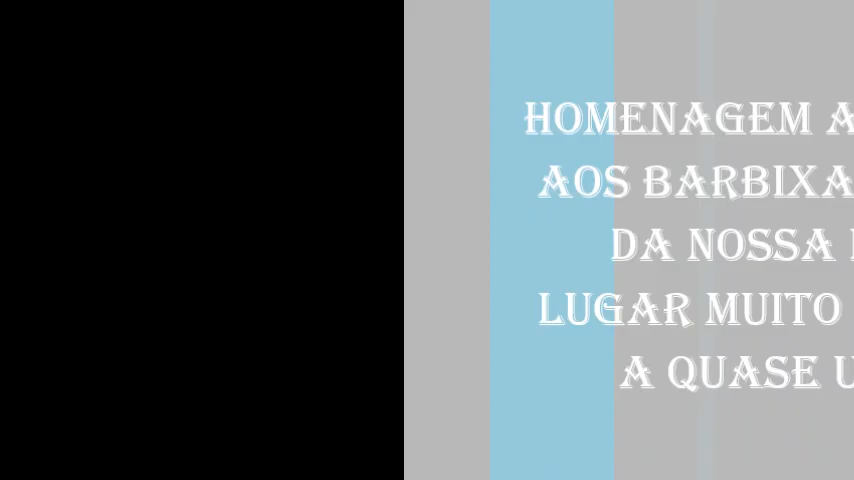 HOMENAGEM A
AOS BARBIXA
DA NOSSA
LUGAR MUITO
A QUASE U